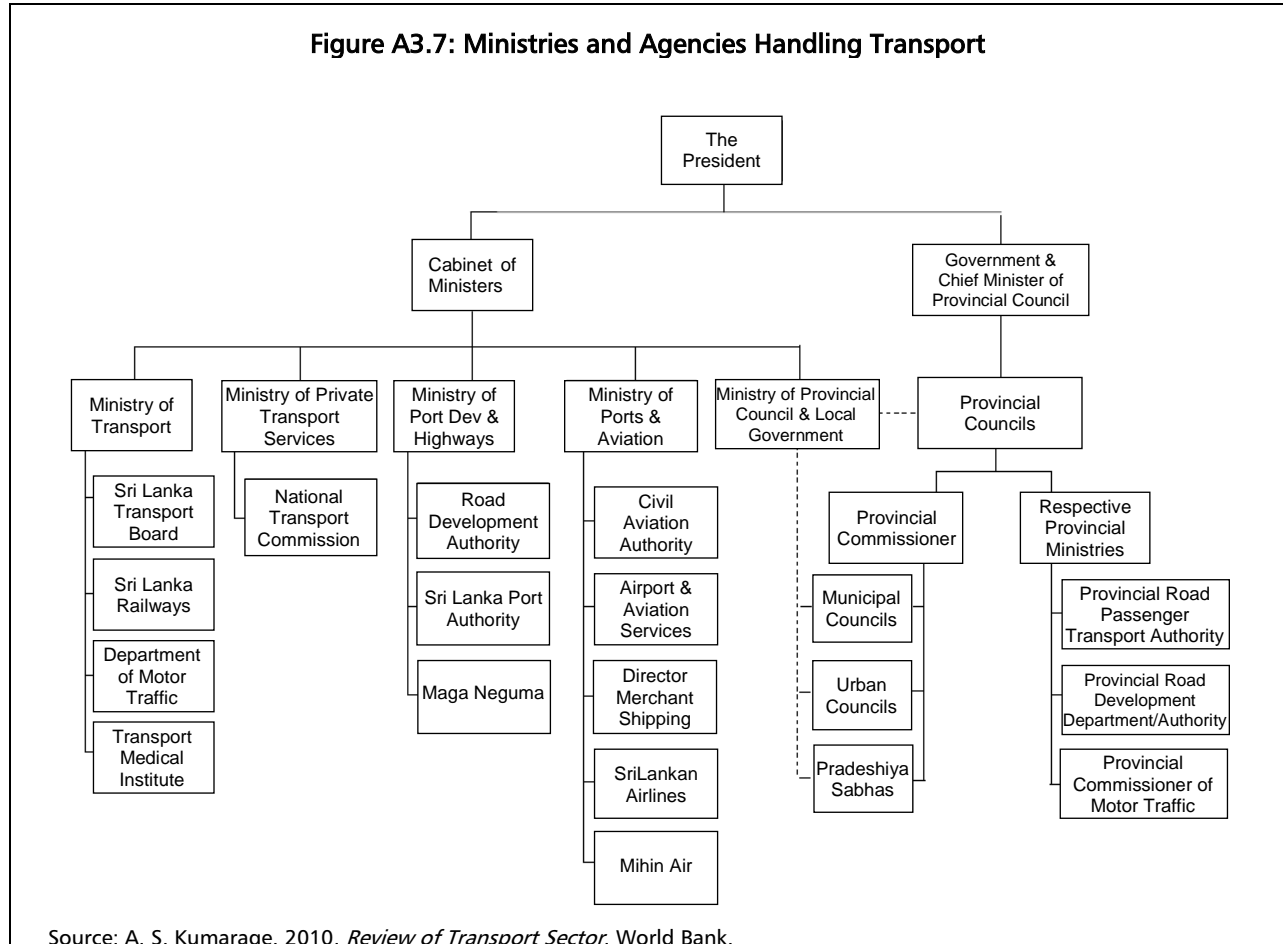 Figure A3.7: Ministries and Agencies Handling Transport
The
President
Cabinet of
Ministers
Government &
Chief Minister of
Provincial Council
Ministry of
Transport
Ministry of Private
Transport
Services
Ministry of
Port Dev &
Highways
Ministry of
Ports &
Aviation
Ministry of Provincial
Council & Local
Government
Provincial
Councils
Sri Lanka
Transport
Board
Sri Lanka
Railways
Department
of Motor
Traffic
Transport
Medical
Institute
National
Transport
Commission
Road
Development
Authority
Sri Lanka Port
Authority
Maga Neguma
Civil
Aviation
Authority
Airport &
Aviation
Services
Director
Merchant
Shipping
SriLankan
Airlines
Mihin Air
Provincial
Commissioner
Municipal
Councils
Urban
Councils
Pradeshiya
Sabhas
Respective
Provincial
Ministries
Provincial Road
Passenger
Transport Authority
Provincial Road
Development
Department/Authority
Provincial
Commissioner of
Motor Traffic
Source: A. S. Kumarage. 2010. Review of Transport Sector. World Bank.